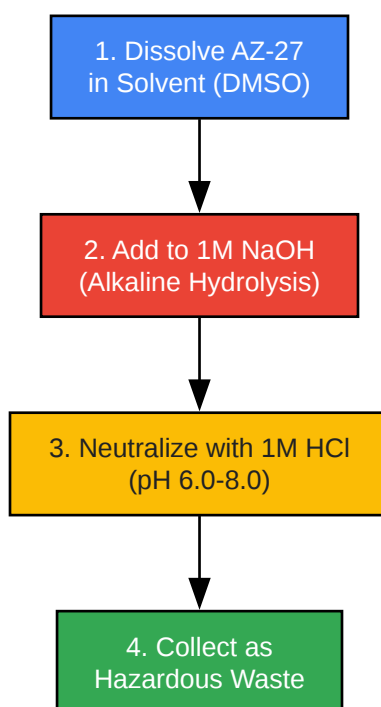 1. Dissolve AZ-27
in Solvent (DMSO)
2. Add to 1M NaOH
(Alkaline Hydrolysis)
3. Neutralize with 1M HCl
(pH 6.0-8.0)
4. Collect as
Hazardous Waste